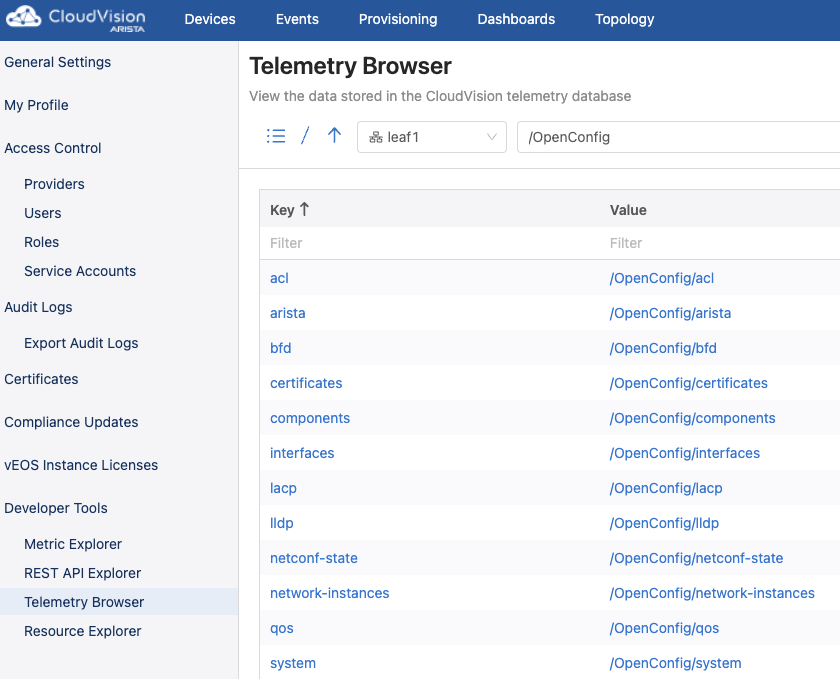 CloudVision
ARISTA
Devices Events Provisioning Dashboards Topology
General Settings
My Profile
Access Control
Providers
Users
Roles
Service Accounts
Audit Logs
Export Audit Logs
Certificates
Compliance Updates
vEOS Instance Licenses
Developer Tools
Metric Explorer
REST API Explorer
Telemetry Browser
Resource Explorer
Telemetry Browser
View the data stored in the CloudVision telemetry database
/ ↑ leaf1 /OpenConfig
Key ↑ Value
Filter Filter
acl /OpenConfig/acl
arista /OpenConfig/arista
bfd /OpenConfig/bfd
certificates /OpenConfig/certificates
components /OpenConfig/components
interfaces /OpenConfig/interfaces
lacp /OpenConfig/lacp
lldp /OpenConfig/lldp
netconf-state /OpenConfig/netconf-state
network-instances /OpenConfig/network-instances
qos /OpenConfig/qos
system /OpenConfig/system